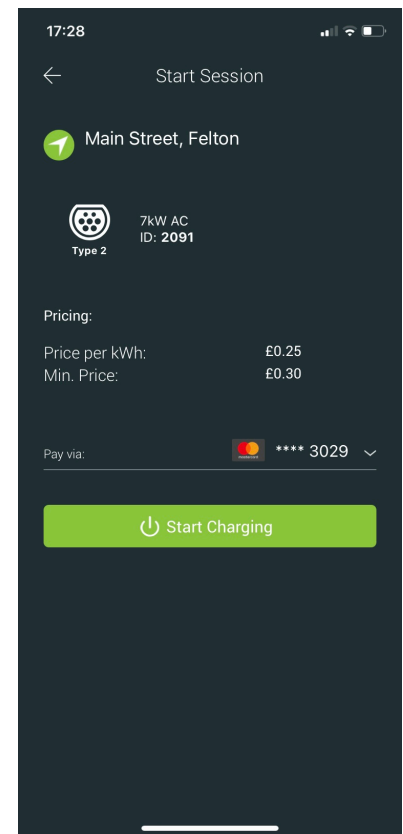 17:28
Start Session
Main Street, Felton
7kW AC
ID: 2091
Type 2
Pricing:
Price per kWh: £0.25
Min. Price: £0.30
Pay via: **** 3029
Start Charging